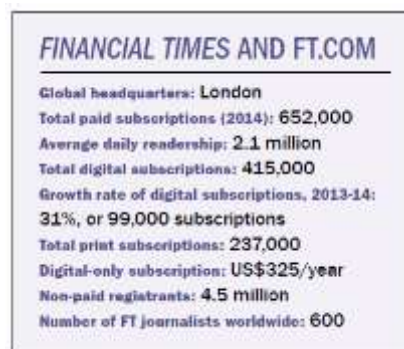 FINANCIAL TIMES AND FT.COM
Global headquarters: London
Total paid subscriptions (2014): 652,000
Average daily readership: 2.1 million
Total digital subscriptions: 415,000
Growth rate of digital subscriptions, 2013-14:
31%, or 99,000 subscriptions
Total print subscriptions: 237,000
Digital-only subscription: US$325/year
Non-paid registrants: 4.5 million
Number of FT journalists worldwide: 600